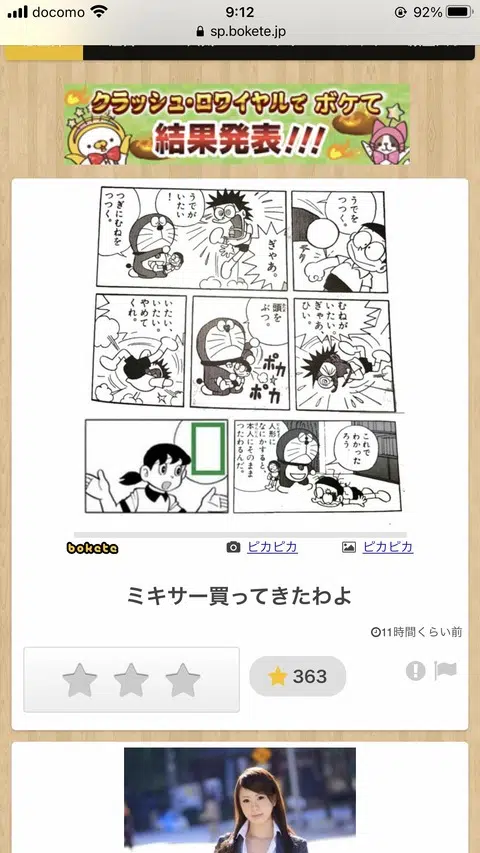 docomo 9:12 92%
sp.bokete.jp
クラッシュ・ロワイヤルで ボケて
結果発表!!!
うでを
つつく。
うでが
いたい
!
ぎゃあ。
つぎにむねを
つつく。
むねが
いたい。
ぎゃあ、
ひい。
頭を
ぶつ。
ポカ
ポカ
いたい、
いたい。
やめて
くれ。
これで
わかった
ろう。
人形に
なにかすると、
本人にそのまま
つたわるんだ。
bokete ピカピカ ピカピカ
ミキサー買ってきたわよ
11時間くらい前
363